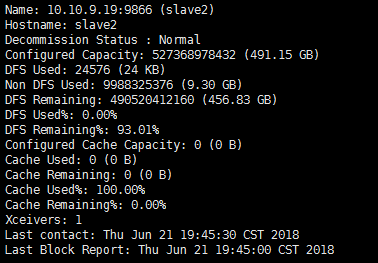 Name: 10.10.9.19:9866 (slave2)
Hostname: slave2
Decommission Status : Normal
Configured Capacity: 527368978432 (491.15 GB)
DFS Used: 24576 (24 KB)
Non DFS Used: 9988325376 (9.30 GB)
DFS Remaining: 490520412160 (456.83 GB)
DFS Used%: 0.00%
DFS Remaining%: 93.01%
Configured Cache Capacity: 0 (0 B)
Cache Used: 0 (0 B)
Cache Remaining: 0 (0 B)
Cache Used%: 100.00%
Cache Remaining%: 0.00%
Xceivers: 1
Last contact: Thu Jun 21 19:45:30 CST 2018
Last Block Report: Thu Jun 21 19:45:00 CST 2018